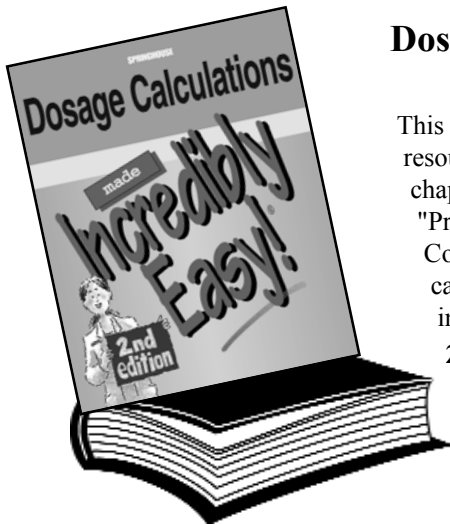 SPRINGHOUSE
Dosage Calculations
made
Incredibly
Easy!
2nd
edition
Dos
This
resou
chap
"Pr
Co
ca
in
2